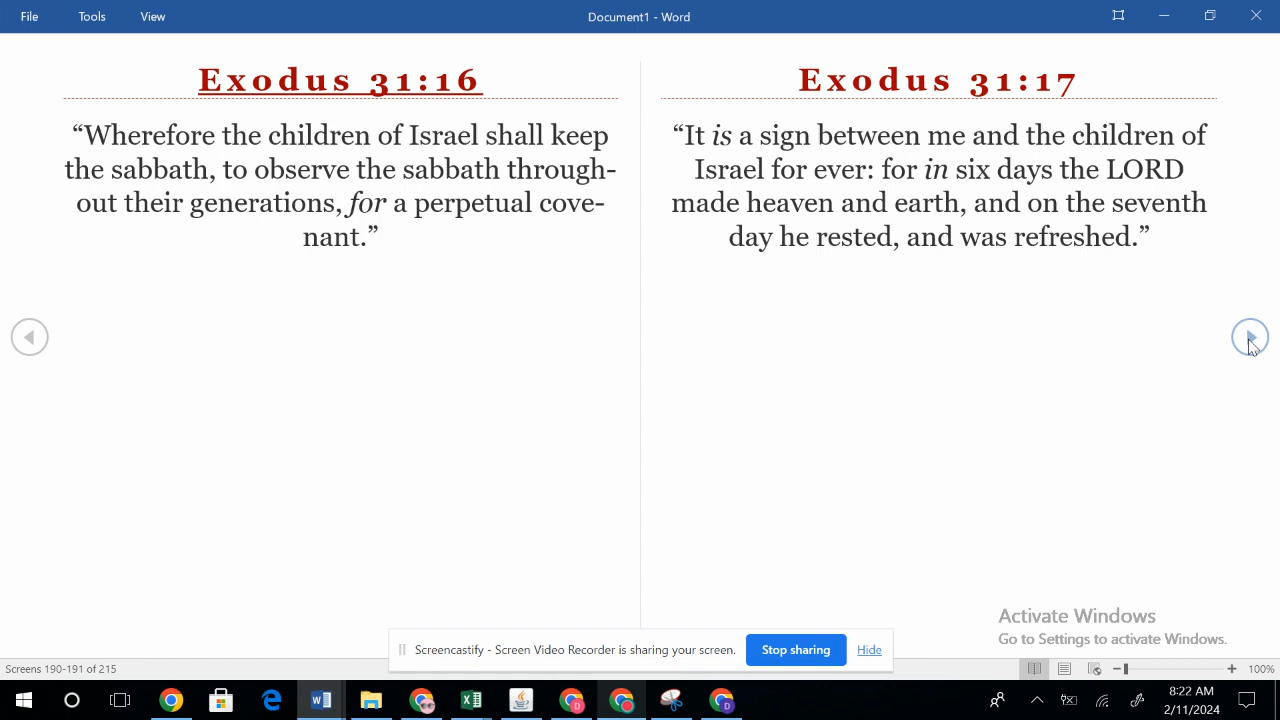 File Tools View Document1 - Word
Exodus 31:16
“Wherefore the children of Israel shall keep
the sabbath, to observe the sabbath through-
out their generations, for a perpetual cove-
nant.”
Exodus 31:17
“It is a sign between me and the children of
Israel for ever: for in six days the LORD
made heaven and earth, and on the seventh
day he rested, and was refreshed.”
Activate Windows
Go to Settings to activate Windows.
Screencastify - Screen Video Recorder is sharing your screen. Stop sharing Hide
Screens 190-191 of 215 100%
8:22 AM
2/11/2024